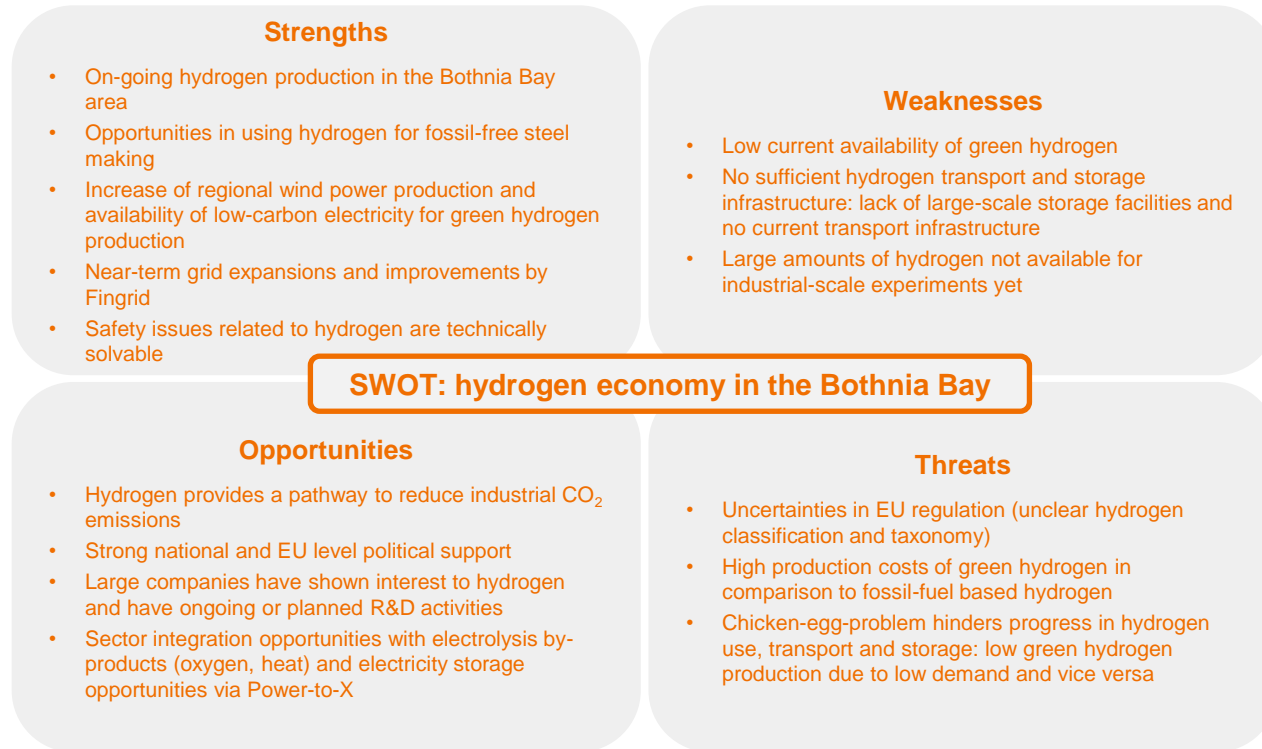 Strengths
• On-going hydrogen production in the Bothnia Bay
area
• Opportunities in using hydrogen for fossil-free steel
making
• Increase of regional wind power production and
availability of low-carbon electricity for green hydrogen
production
• Near-term grid expansions and improvements by
Fingrid
• Safety issues related to hydrogen are technically
solvable
Weaknesses
• Low current availability of green hydrogen
• No sufficient hydrogen transport and storage
infrastructure: lack of large-scale storage facilities and
no current transport infrastructure
• Large amounts of hydrogen not available for
industrial-scale experiments yet
SWOT: hydrogen economy in the Bothnia Bay
Opportunities
• Hydrogen provides a pathway to reduce industrial CO₂
emissions
• Strong national and EU level political support
• Large companies have shown interest to hydrogen
and have ongoing or planned R&D activities
• Sector integration opportunities with electrolysis by-
products (oxygen, heat) and electricity storage
opportunities via Power-to-X
Threats
• Uncertainties in EU regulation (unclear hydrogen
classification and taxonomy)
• High production costs of green hydrogen in
comparison to fossil-fuel based hydrogen
• Chicken-egg-problem hinders progress in hydrogen
use, transport and storage: low green hydrogen
production due to low demand and vice versa